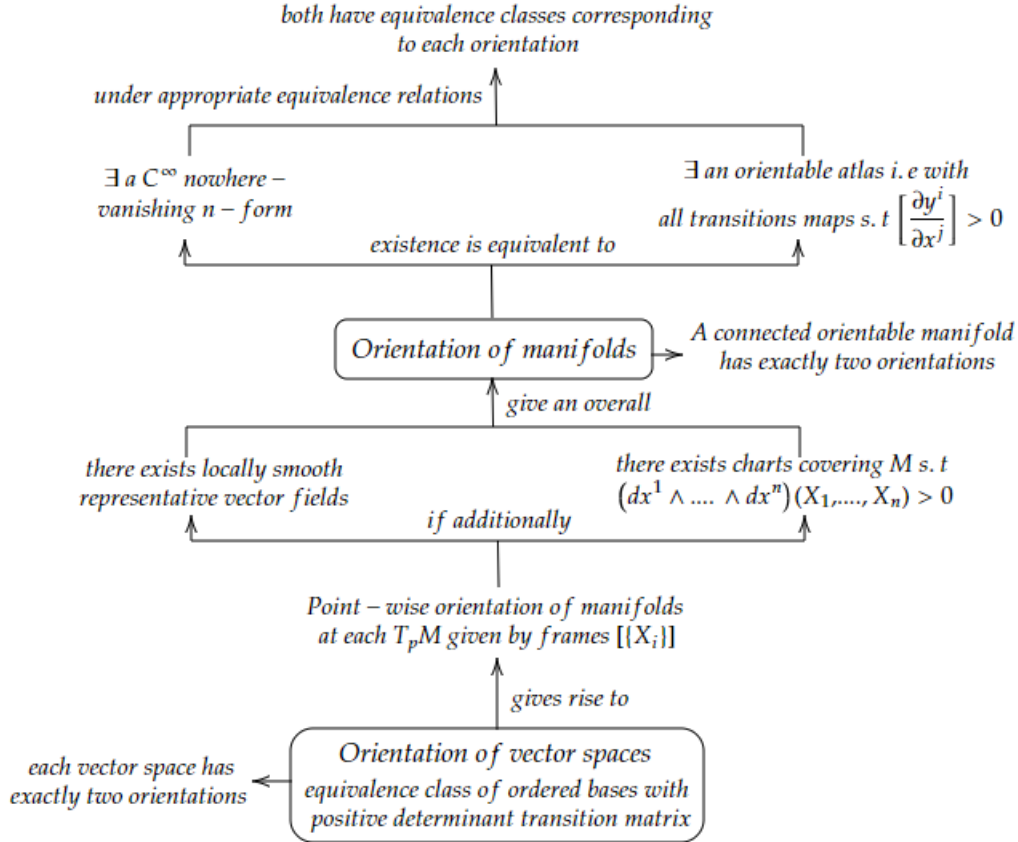 both have equivalence classes corresponding
to each orientation
under appropriate equivalence relations
∃ a C^∞ nowhere −
vanishing n − form
∃ an orientable atlas i.e with
all transitions maps s.t [∂y^i/∂x^j] > 0
existence is equivalent to
Orientation of manifolds
A connected orientable manifold
has exactly two orientations
give an overall
there exists locally smooth
representative vector fields
there exists charts covering M s.t
(dx^1 ∧ .... ∧ dx^n)(X_1,...., X_n) > 0
if additionally
Point − wise orientation of manifolds
at each T_pM given by frames [{X_i}]
gives rise to
Orientation of vector spaces
equivalence class of ordered bases with
positive determinant transition matrix
each vector space has
exactly two orientations